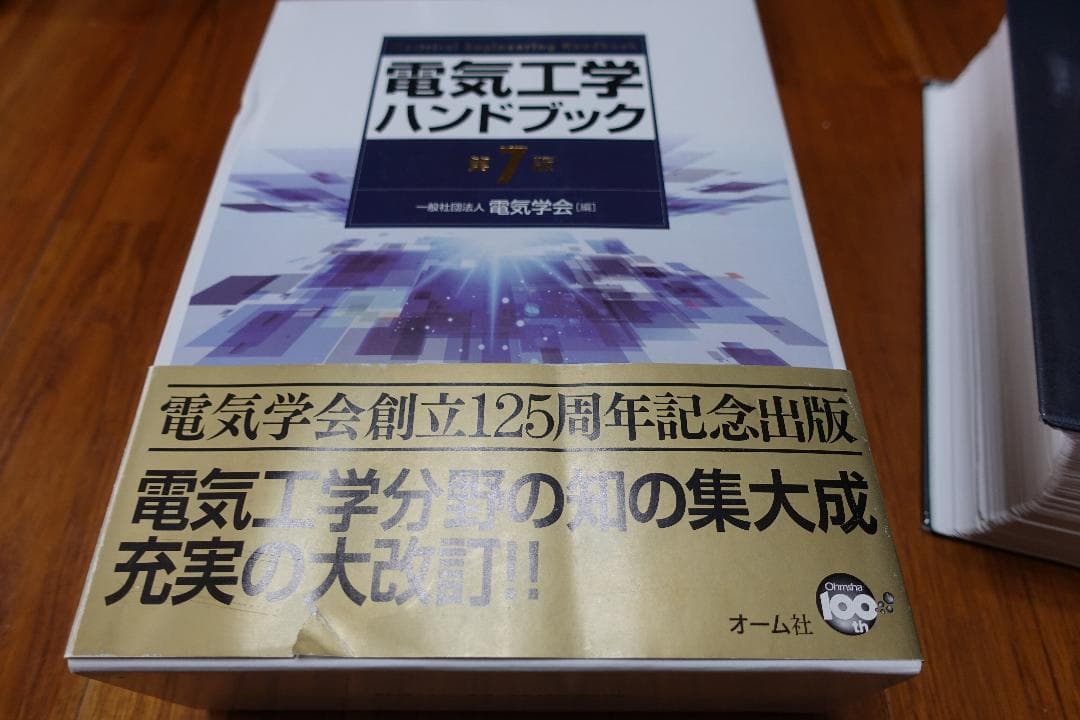 Electrical Engineering Handbook
電気工学
ハンドブック
第7版
一般社団法人 電気学会[編]
電気学会創立125周年記念出版
電気工学分野の知の集大成
充実の大改訂!!
オーム社
Ohmsha
100th